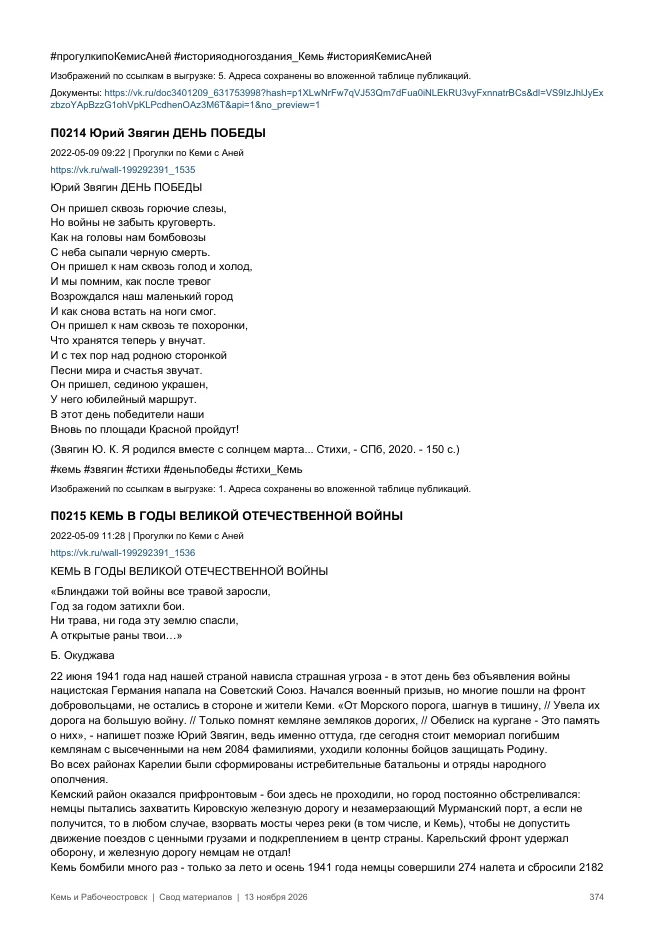 #прогулкипоКемисАней #историяодногоздания_Кемь #историяКемисАней
Изображений по ссылкам в выгрузке: 5. Адреса сохранены во вложенной таблице публикаций.
Документы: https://vk.ru/doc3401209_631753998?hash=p1XLwNrFw7qVJ53Qm7dFua0iNLEkRU3vyFxnnatrBCs&dl=VS9IzJhlJyEx
zbzoYApBzzG1ohVpKLPcdhenOAz3M6T&api=1&no_preview=1
П0214 Юрий Звягин ДЕНЬ ПОБЕДЫ
2022-05-09 09:22 | Прогулки по Кеми с Аней
https://vk.ru/wall-199292391_1535
Юрий Звягин ДЕНЬ ПОБЕДЫ
Он пришел сквозь горючие слезы,
Но войны не забыть круговерть.
Как на головы нам бомбовозы
С неба сыпали черную смерть.
Он пришел к нам сквозь голод и холод,
И мы помним, как после тревог
Возрождался наш маленький город
И как снова встать на ноги смог.
Он пришел к нам сквозь те похоронки,
Что хранятся теперь у внучат.
И с тех пор над родною сторонкой
Песни мира и счастья звучат.
Он пришел, сединою украшен,
У него юбилейный маршрут.
В этот день победители наши
Вновь по площади Красной пройдут!
(Звягин Ю. К. Я родился вместе с солнцем марта... Стихи, - СПб, 2020. - 150 с.)
#кемь #звягин #стихи #деньпобеды #стихи_Кемь
Изображений по ссылкам в выгрузке: 1. Адреса сохранены во вложенной таблице публикаций.
П0215 КЕМЬ В ГОДЫ ВЕЛИКОЙ ОТЕЧЕСТВЕННОЙ ВОЙНЫ
2022-05-09 11:28 | Прогулки по Кеми с Аней
https://vk.ru/wall-199292391_1536
КЕМЬ В ГОДЫ ВЕЛИКОЙ ОТЕЧЕСТВЕННОЙ ВОЙНЫ
«Блиндажи той войны все травой заросли,
Год за годом затихли бои.
Ни трава, ни года эту землю спасли,
А открытые раны твои…»
Б. Окуджава
22 июня 1941 года над нашей страной нависла страшная угроза - в этот день без объявления войны
нацистская Германия напала на Советский Союз. Начался военный призыв, но многие пошли на фронт
добровольцами, не остались в стороне и жители Кеми. «От Морского порога, шагнув в тишину, // Увела их
дорога на большую войну. // Только помнят кемляне земляков дорогих, // Обелиск на кургане - Это память
о них», - напишет позже Юрий Звягин, ведь именно оттуда, где сегодня стоит мемориал погибшим
кемлянам с высеченными на нем 2084 фамилиями, уходили колонны бойцов защищать Родину.
Во всех районах Карелии были сформированы истребительные батальоны и отряды народного
ополчения.
Кемский район оказался прифронтовым - бои здесь не проходили, но город постоянно обстреливался:
немцы пытались захватить Кировскую железную дорогу и незамерзающий Мурманский порт, а если не
получится, то в любом случае, взорвать мосты через реки (в том числе, и Кемь), чтобы не допустить
движение поездов с ценными грузами и подкреплением в центр страны. Карельский фронт удержал
оборону, и железную дорогу немцам не отдал!
Кемь бомбили много раз - только за лето и осень 1941 года немцы совершили 274 налета и сбросили 2182
Кемь и Рабочеостровск | Свод материалов | 13 ноября 2026
374